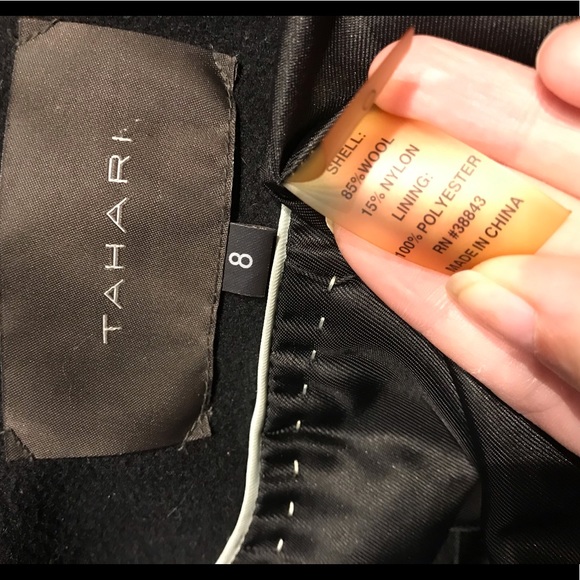 TAHARI
8
SHELL:
85% WOOL
15% NYLON
LINING:
100% POLYESTER
RN #38843
MADE IN CHINA